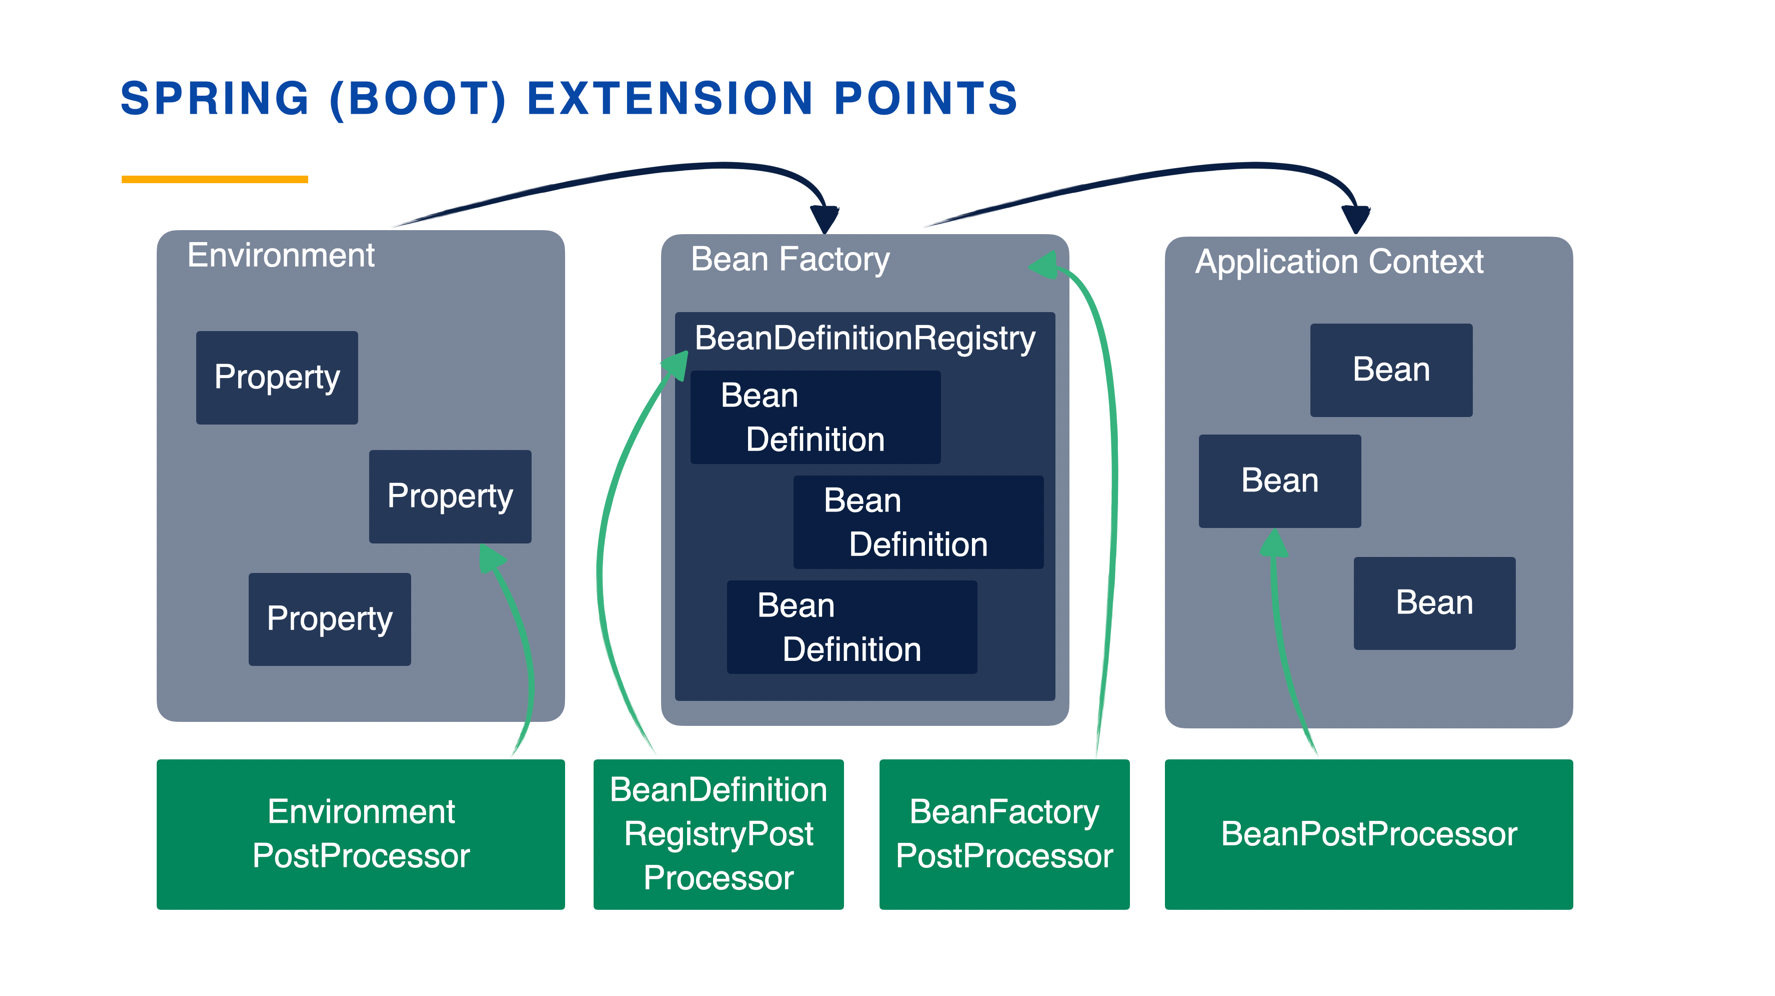 SPRING (BOOT) EXTENSION POINTS
Environment
Property
Property
Property
Bean Factory
BeanDefinitionRegistry
Bean
Definition
Bean
Definition
Bean
Definition
Application Context
Bean
Bean
Bean
Environment
PostProcessor
BeanDefinition
RegistryPost
Processor
BeanFactory
PostProcessor
BeanPostProcessor